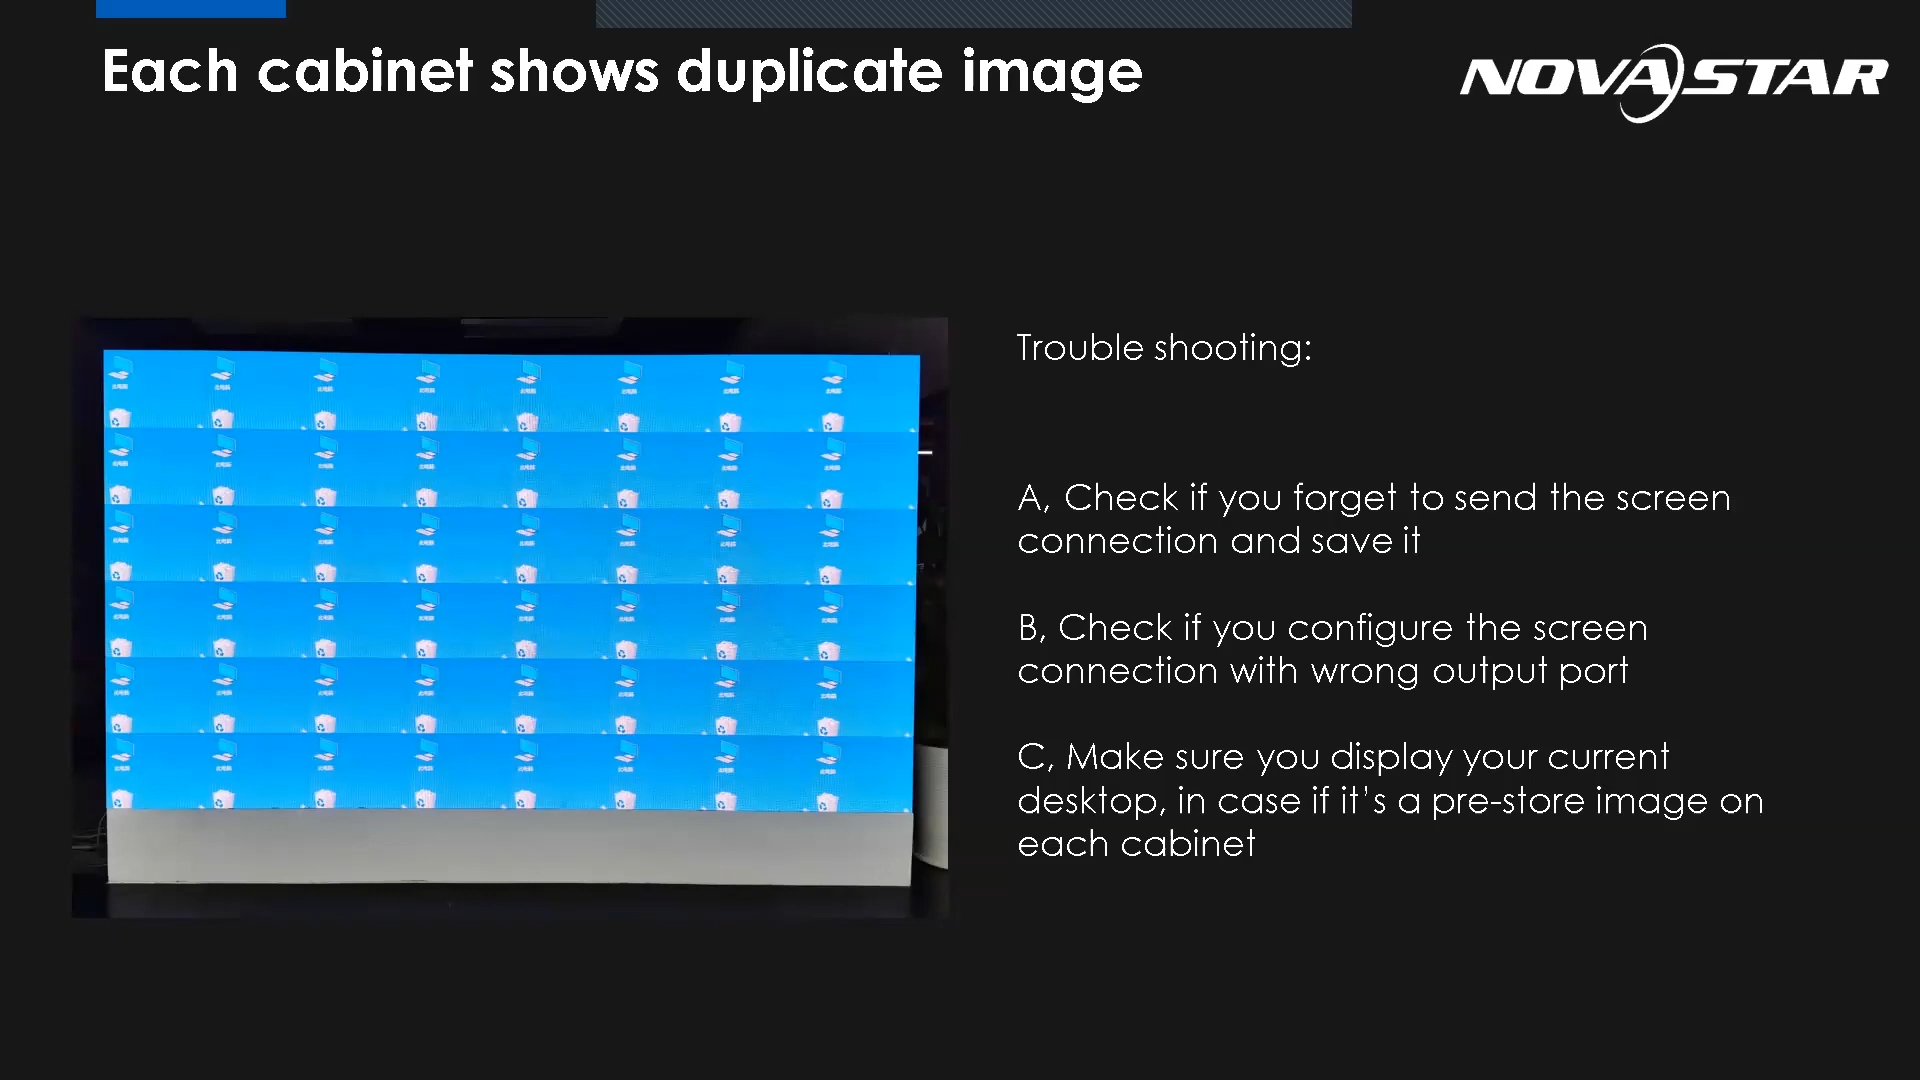 Each cabinet shows duplicate image
NOVASTAR
Trouble shooting:
A, Check if you forget to send the screen
connection and save it
B, Check if you configure the screen
connection with wrong output port
C, Make sure you display your current
desktop, in case if it’s a pre-store image on
each cabinet